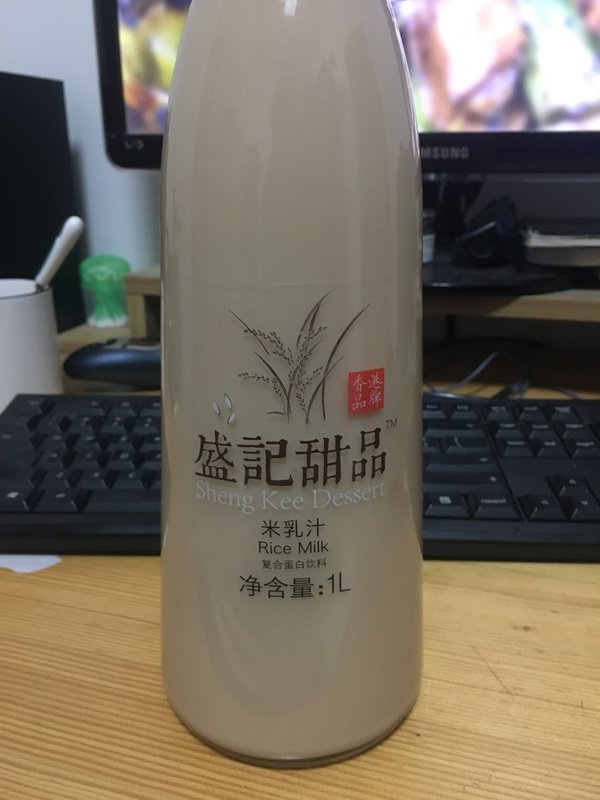 SAMSUNG
香港
品牌
盛記甜品™
Sheng Kee Dessert
米乳汁
Rice Milk
复合蛋白饮料
净含量:1L